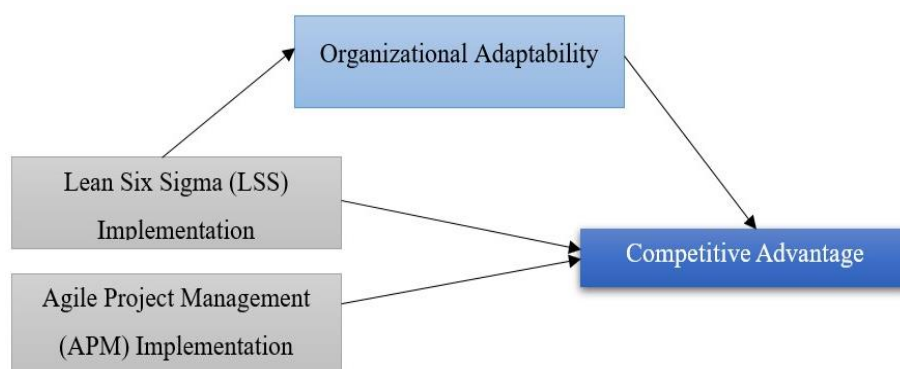 Organizational Adaptability
Lean Six Sigma (LSS)
Implementation
Competitive Advantage
Agile Project Management
(APM) Implementation